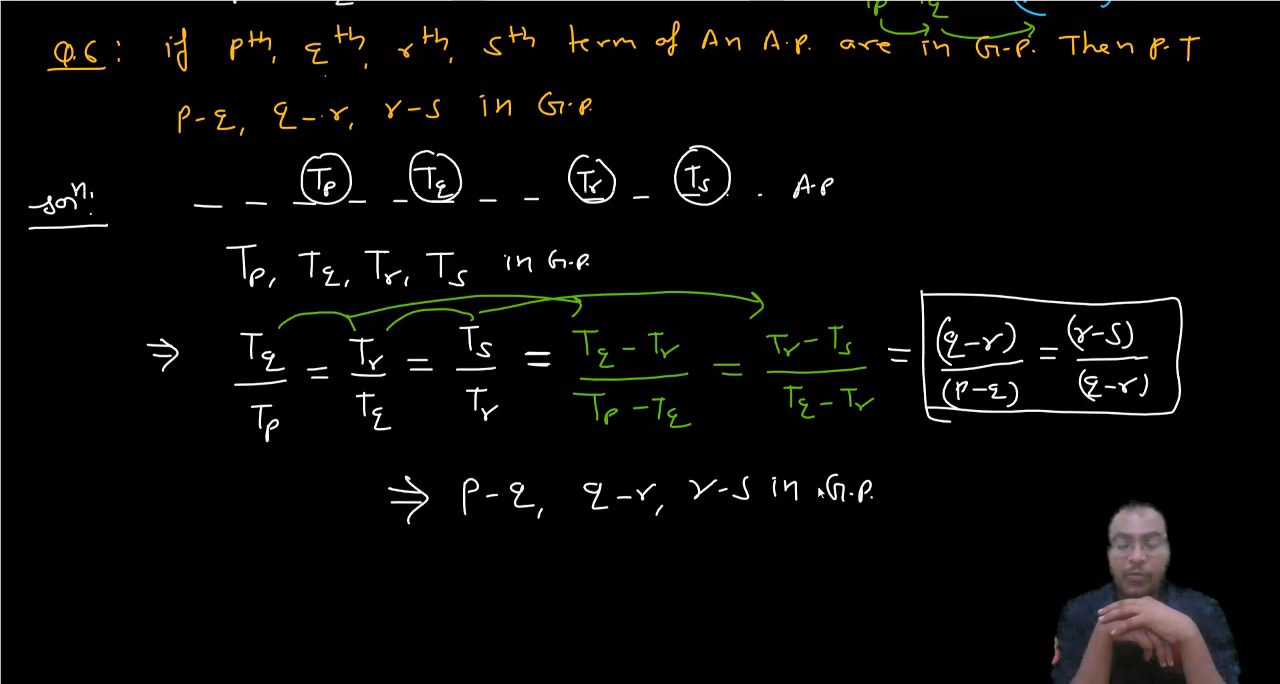 Tp Tq
Q.6 : if pth, qth, rth, sth term of An A.P. are in G.P. Then P.T
P-q, q-r, r-s in G.P.
Solⁿ. Tp Tq Tr Ts A.P
Tp, Tq, Tr, Ts in G.P.
⇒ Tq/Tp = Tr/Tq = Ts/Tr = Tq-Tr/Tp-Tq = Tr-Ts/Tq-Tr = (q-r)/(p-q) = (r-s)/(q-r)
⇒ p-q, q-r, r-s in G.P.